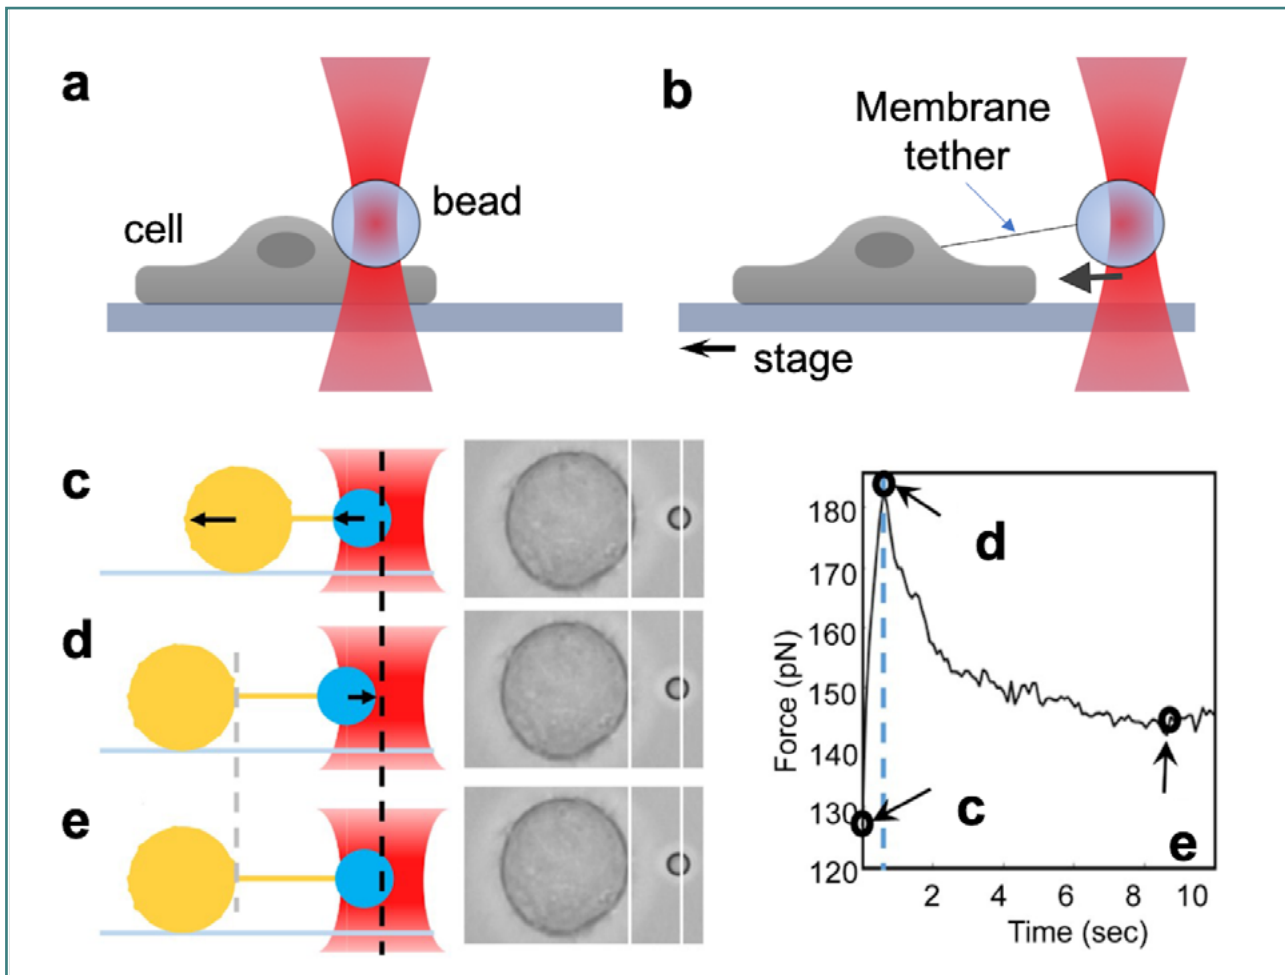 a
cell
bead
b
Membrane
tether
stage
c
d
e
Force (pN)
180
170
160
150
140
130
120
d
c
e
2
4
6
8
10
Time (sec)